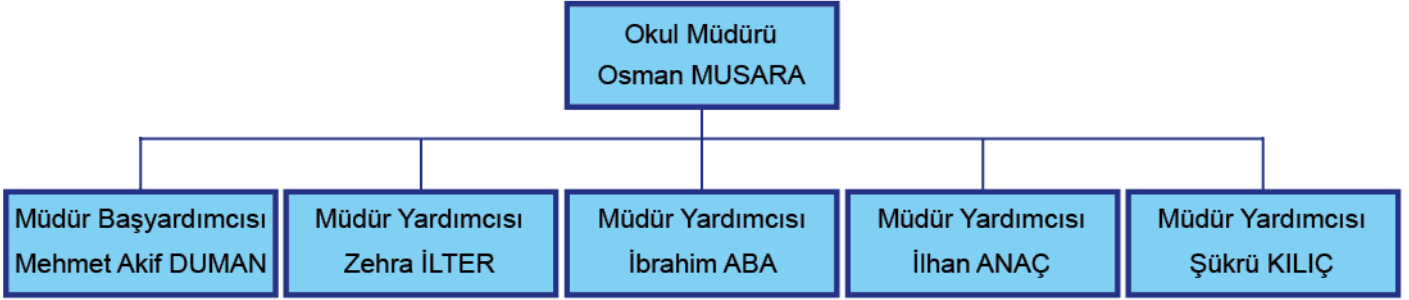 Okul Müdürü
Osman MUSARA
Müdür Başyardımcısı
Mehmet Akif DUMAN
Müdür Yardımcısı
Zehra İLTER
Müdür Yardımcısı
İbrahim ABA
Müdür Yardımcısı
İlhan ANAÇ
Müdür Yardımcısı
Şükrü KILIÇ